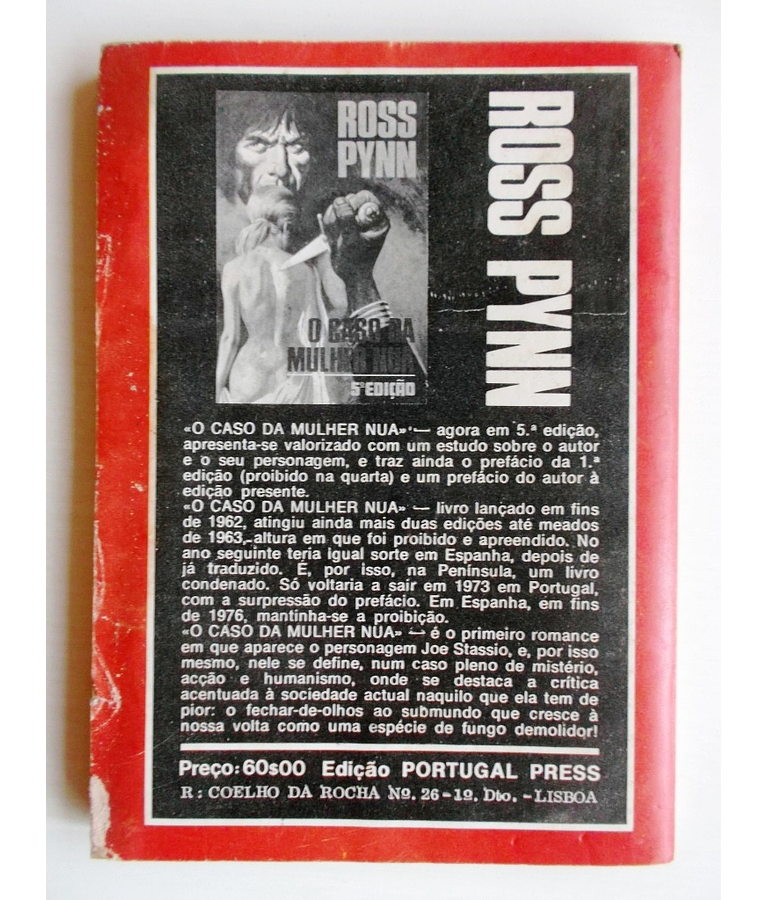 ROSS
PYNN
O CASO DA
MULHER NUA
5ª EDIÇÃO
ROSS PYNN
«O CASO DA MULHER NUA» — agora em 5.ª edição,
apresenta-se valorizado com um estudo sobre o autor
e o seu personagem, e traz ainda o prefácio da 1.ª
edição (proibido na quarta) e um prefácio do autor à
edição presente.
«O CASO DA MULHER NUA» — livro lançado em fins
de 1962, atingiu ainda mais duas edições até meados
de 1963, altura em que foi proibido e apreendido. No
ano seguinte teria igual sorte em Espanha, depois de
já traduzido. É, por isso, na Península, um livro
condenado. Só voltaria a sair em 1973 em Portugal,
com a surpressão do prefácio. Em Espanha, em fins
de 1976, mantinha-se a proibição.
«O CASO DA MULHER NUA» — é o primeiro romance
em que aparece o personagem Joe Stassio, e, por isso
mesmo, nele se define, num caso pleno de mistério,
acção e humanismo, onde se destaca a crítica
acentuada à sociedade actual naquilo que ela tem de
pior: o fechar-de-olhos ao submundo que cresce à
nossa volta como uma espécie de fungo demolidor!
Preço: 60s00 Edição PORTUGAL PRESS
R: COELHO DA ROCHA Nº. 26-1º. Dto. - LISBOA